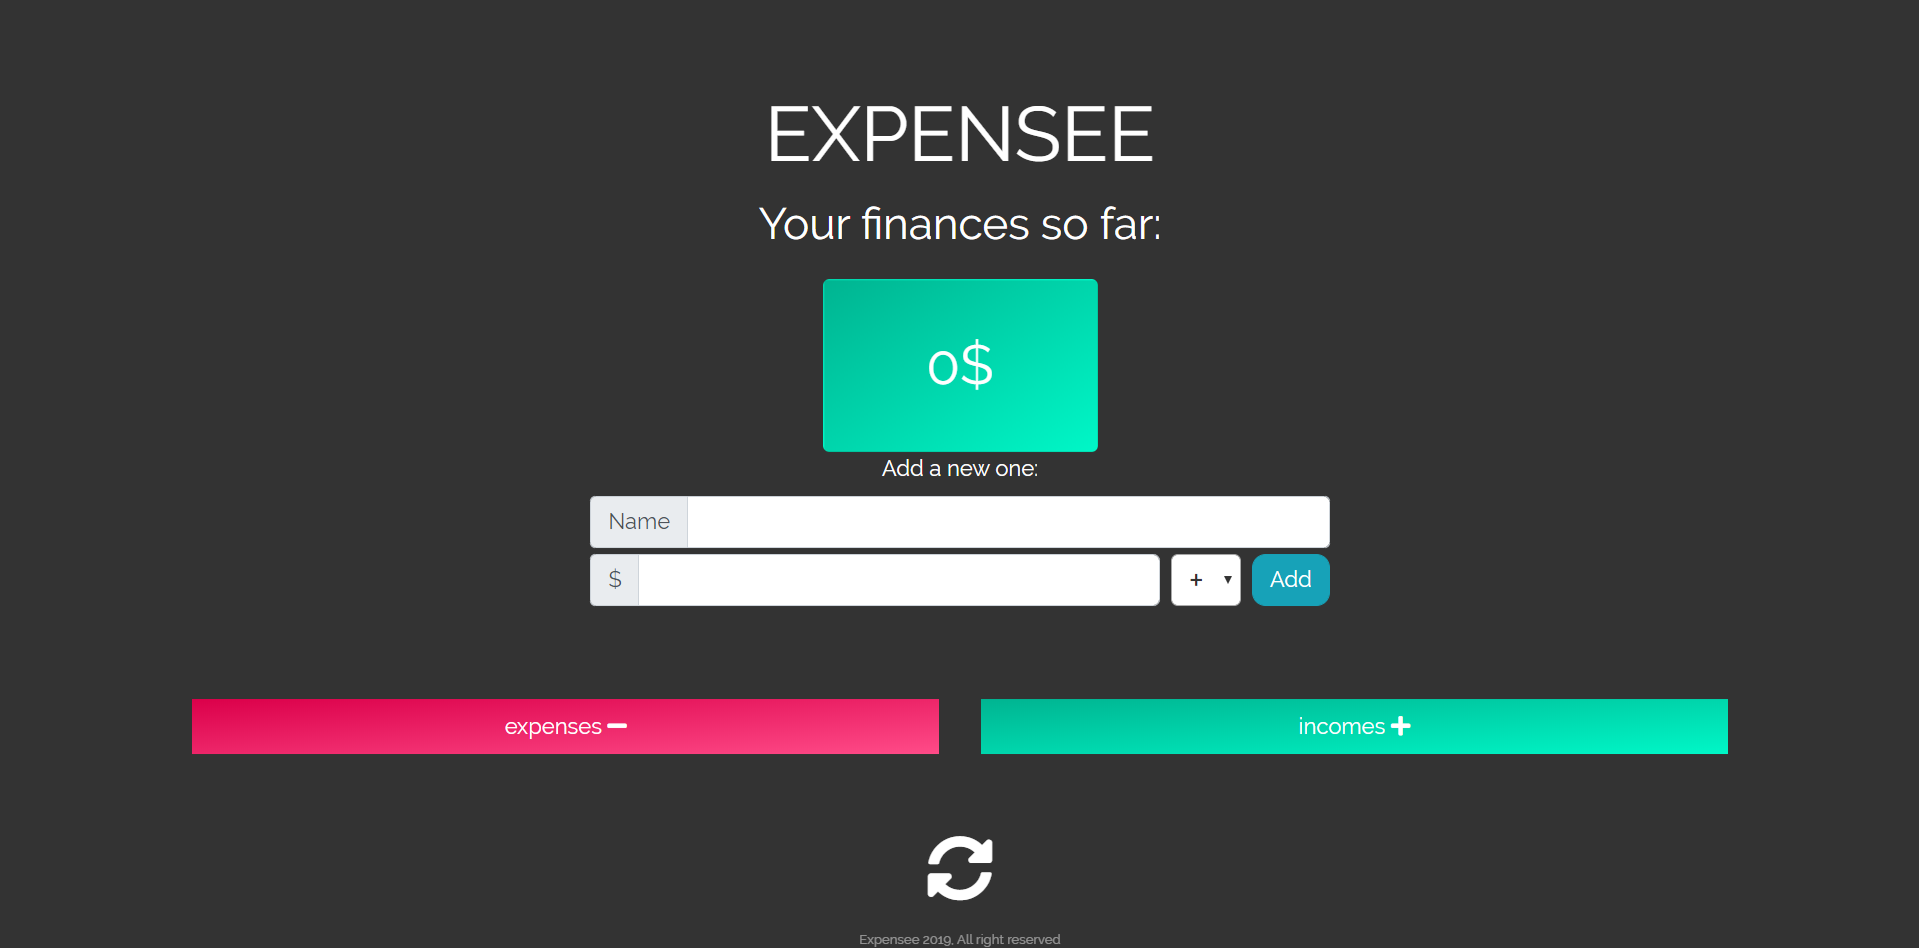 EXPENSEE
Your finances so far:
0$
Add a new one:
Name
$ + ▾ Add
expenses −
incomes +
Expensee 2019, All right reserved